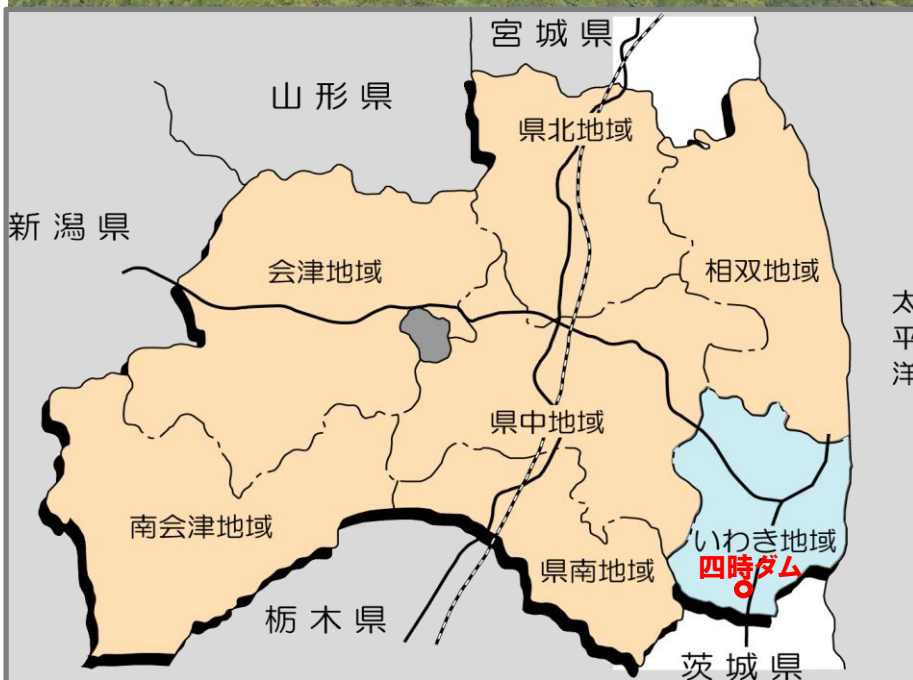 宮城県
山形県
県北地域
新潟県
会津地域
相双地域
太平洋
県中地域
南会津地域
いわき地域
四時ダム
県南地域
栃木県
茨城県